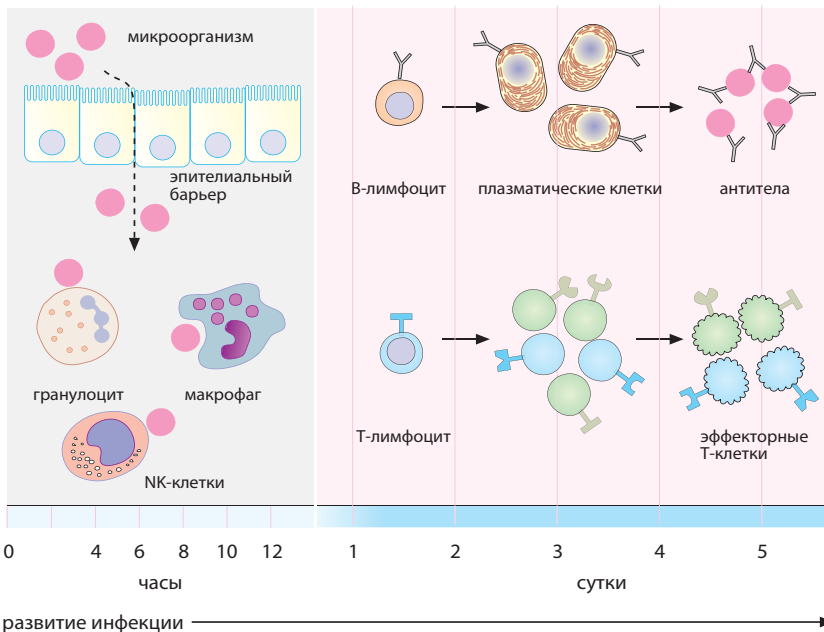 микроорганизм
эпителиальный
барьер
гранулоцит
макрофаг
NK-клетки
В-лимфоцит
плазматические клетки
антитела
Т-лимфоцит
эффекторные
Т-клетки
0 4 6 8 10 12
часы
1 2 3 4 5
сутки
развитие инфекции